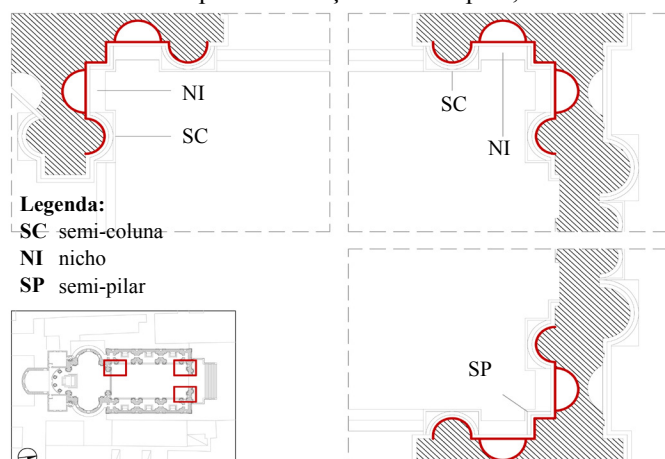 NI
SC
SC
NI
Legenda:
SC semi-coluna
NI nicho
SP semi-pilar
SP